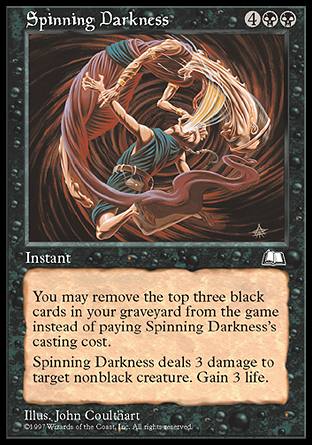 Spinning Darkness 4
Instant
You may remove the top three black
cards in your graveyard from the game
instead of paying Spinning Darkness's
casting cost.
Spinning Darkness deals 3 damage to
target nonblack creature. Gain 3 life.
Illus. John Coulthart
©1997 Wizards of the Coast, Inc. All rights reserved.